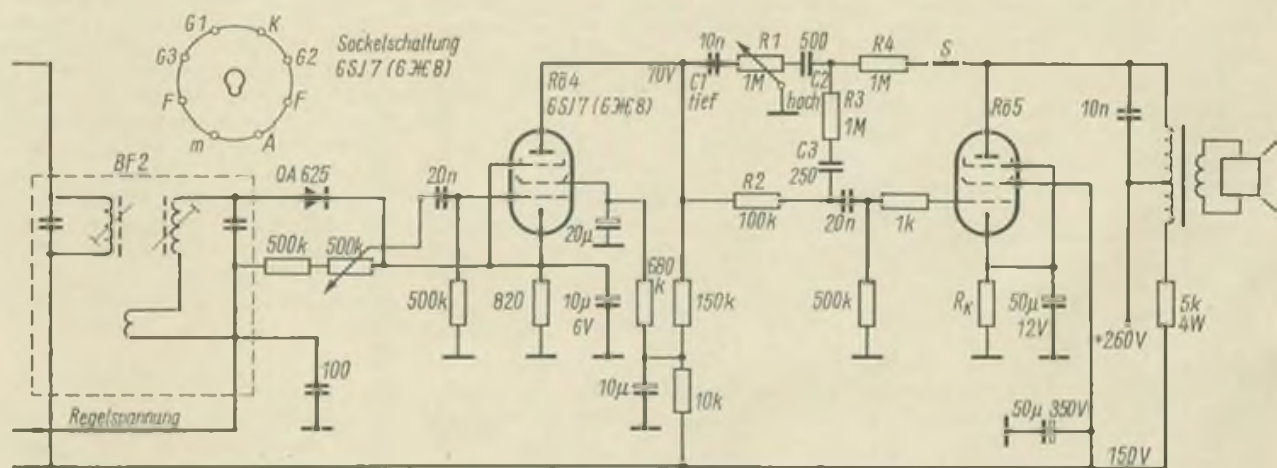 G1
K
G3
G2
F
F
m
A
Sockelschaltung
6SJ7 (6Ж8)
BF2
OA 625
500k
500k
20n
500k
Rö4
6SJ7 (6Ж8)
820
10μ
6V
20μ
680
k
10μ
70V
150k
10k
10n
C1
tief
R1
1M
hoch
500
C2
R3
1M
C3
250
R4
1M
S
R2
100k
20n
500k
1k
Rö5
RK
50μ
12V
10n
+260V
5k
4W
50μ 350V
150V
100
Regelspannung